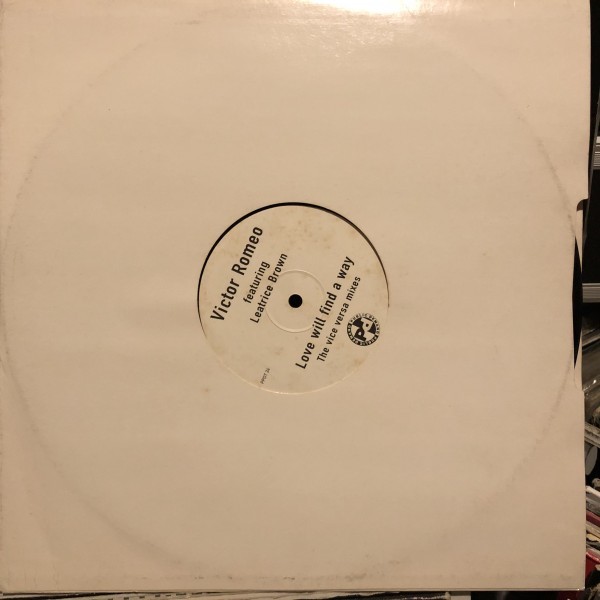 Victor Romeo
featuring
Leatrice Brown
Love will find a way
The vice versa mixes